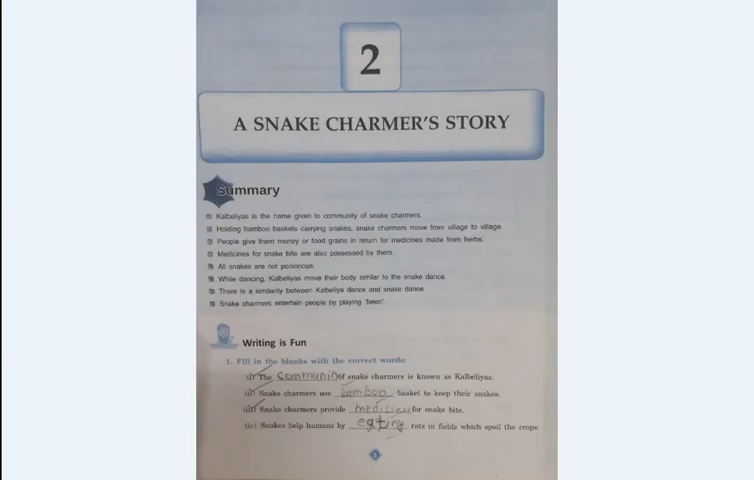 2
A SNAKE CHARMER'S STORY
Summary
Kalbeliyas is the name given to community of snake charmers.
Holding bamboo baskets carrying snakes, snake charmers move from village to village.
People give them money or food grains in return for medicines made from herbs.
Medicines for snake bite are also possessed by them.
All snakes are not poisonous.
While dancing, Kalbeliyas move their body similar to the snake dance.
There is a similarity between Kalbeliya dance and snake dance.
Snake charmers entertain people by playing 'been'.
Writing is Fun
1. Fill in the blanks with the correct words:
(i) The Community of snake charmers is known as Kalbeliyas.
(ii) Snake charmers use bamboo basket to keep their snakes.
(iii) Snake charmers provide medicines for snake bite.
(iv) Snakes help humans by eating rats in fields which spoil the crops.